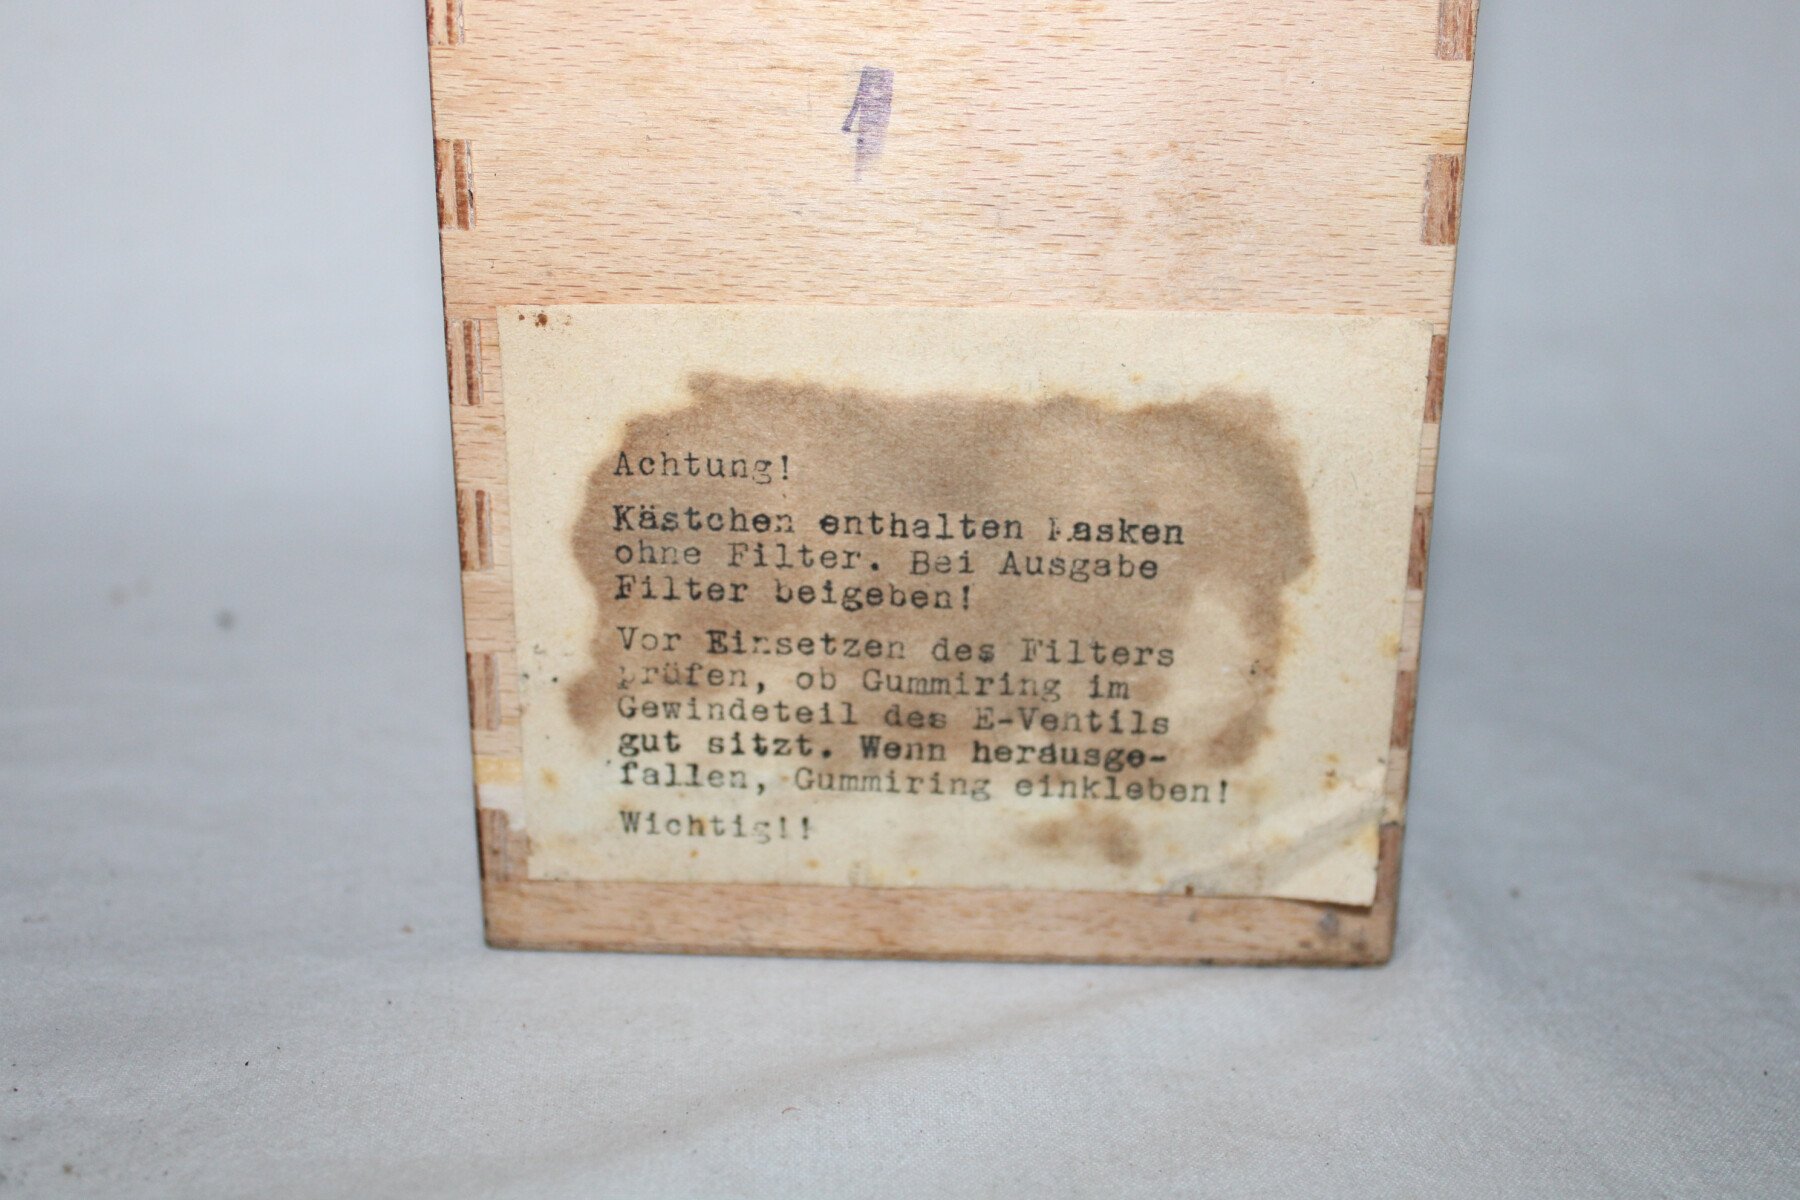 1
Achtung!
Kästchen enthalten Masken
ohne Filter. Bei Ausgabe
Filter beigeben!
Vor Einsetzen des Filters
prüfen, ob Gummiring im
Gewindeteil des E-Ventils
gut sitzt. Wenn herausge-
fallen, Gummiring einkleben!
Wichtig!!